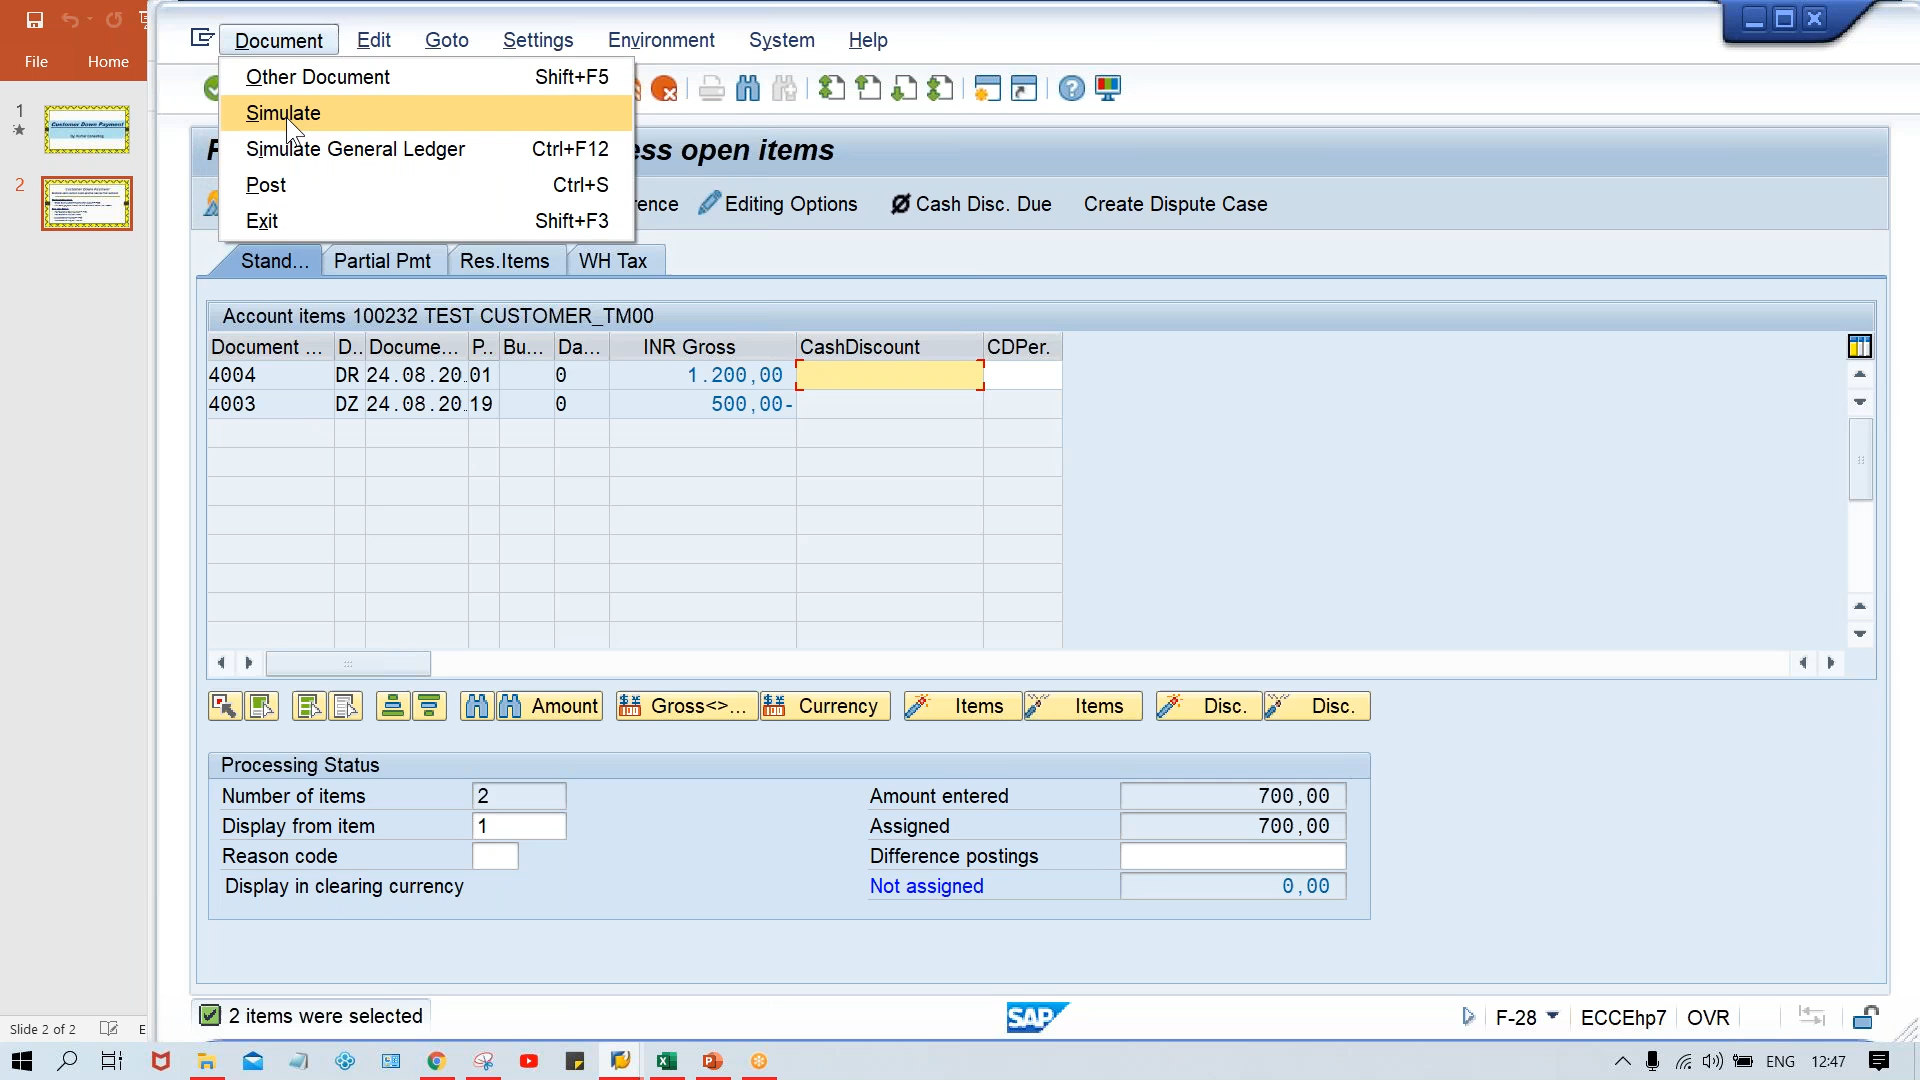 Document Edit Goto Settings Environment System Help
File Home
Other Document Shift+F5
Simulate
Simulate General Ledger Ctrl+F12
Post Ctrl+S
Exit Shift+F3
ess open items
rence Editing Options Cash Disc. Due Create Dispute Case
1
Customer Down Payment
2
Stand... Partial Pmt Res.Items WH Tax
Account items 100232 TEST CUSTOMER_TM00
Document ... D.. Docume... P.. Bu... Da... INR Gross CashDiscount CDPer.
4004 DR 24.08.20. 01 0 1.200,00
4003 DZ 24.08.20. 19 0 500,00-
Amount Gross<>... Currency Items Items Disc. Disc.
Processing Status
Number of items 2 Amount entered 700,00
Display from item 1 Assigned 700,00
Reason code Difference postings
Display in clearing currency Not assigned 0,00
2 items were selected SAP F-28 ECCEhp7 OVR
Slide 2 of 2 E
ENG 12:47